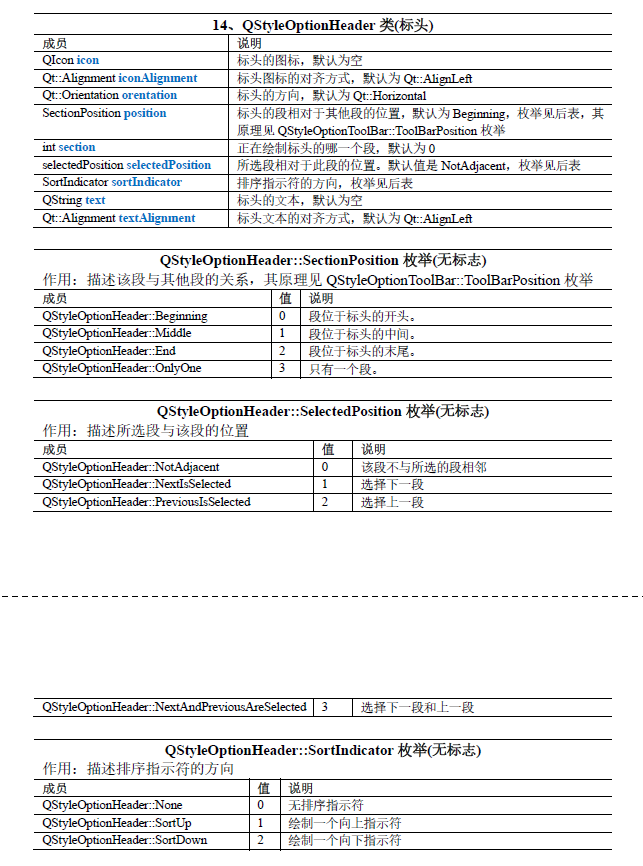 14、QStyleOptionHeader 类(标头)
成员 说明
QIcon icon 标头的图标，默认为空
Qt::Alignment iconAlignment 标头图标的对齐方式，默认为 Qt::AlignLeft
Qt::Orientation orentation 标头的方向，默认为 Qt::Horizontal
SectionPosition position 标头的段相对于其他段的位置，默认为 Beginning，枚举见后表，其
原理见 QStyleOptionToolBar::ToolBarPosition 枚举
int section 正在绘制标头的哪一个段，默认为 0
selectedPosition selectedPosition 所选段相对于此段的位置。默认值是 NotAdjacent，枚举见后表
SortIndicator sortIndicator 排序指示符的方向，枚举见后表
QString text 标头的文本，默认为空
Qt::Alignment textAlignment 标头文本的对齐方式，默认为 Qt::AlignLeft
QStyleOptionHeader::SectionPosition 枚举(无标志)
作用：描述该段与其他段的关系，其原理见 QStyleOptionToolBar::ToolBarPosition 枚举
成员 值 说明
QStyleOptionHeader::Beginning 0 段位于标头的开头。
QStyleOptionHeader::Middle 1 段位于标头的中间。
QStyleOptionHeader::End 2 段位于标头的末尾。
QStyleOptionHeader::OnlyOne 3 只有一个段。
QStyleOptionHeader::SelectedPosition 枚举(无标志)
作用：描述所选段与该段的位置
成员 值 说明
QStyleOptionHeader::NotAdjacent 0 该段不与所选的段相邻
QStyleOptionHeader::NextIsSelected 1 选择下一段
QStyleOptionHeader::PreviousIsSelected 2 选择上一段
QStyleOptionHeader::NextAndPreviousAreSelected 3 选择下一段和上一段
QStyleOptionHeader::SortIndicator 枚举(无标志)
作用：描述排序指示符的方向
成员 值 说明
QStyleOptionHeader::None 0 无排序指示符
QStyleOptionHeader::SortUp 1 绘制一个向上指示符
QStyleOptionHeader::SortDown 2 绘制一个向下指示符